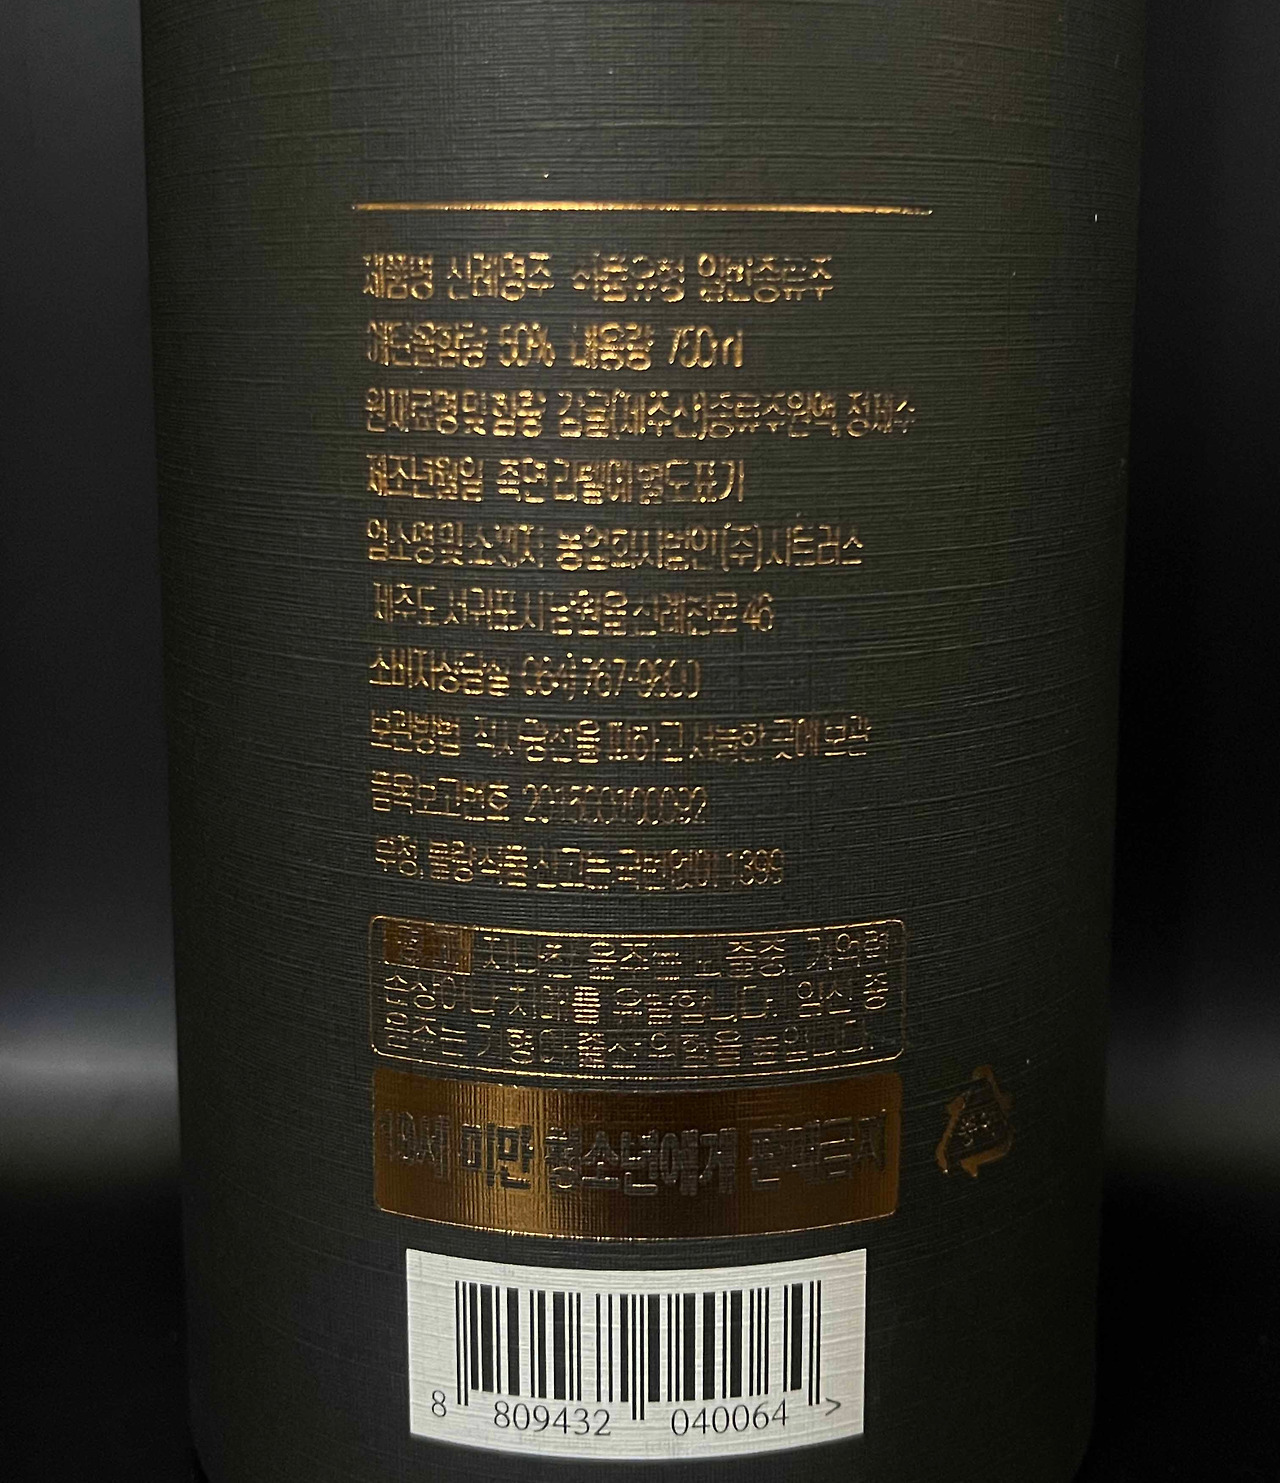 제품명 신례명주 식품유형 일반증류주
에탄올함량 50% 내용량 750ml
원재료명 및 함량 감귤(제주산)증류주원액, 정제수
제조년월일 측면 라벨에 별도표기
업소명 및 소재지 농업회사법인(주)시트러스
제주도 서귀포시 남원읍 신례천로 46
소비자상담실 064)767-9600
보관방법 직사광선을 피하고 서늘한 곳에 보관
품목보고번호
부정, 불량식품 신고는 국번없이 1399
경고 지나친 음주는 뇌졸중, 기억력
손상이나 치매를 유발합니다. 임신 중
음주는 기형아 출산 위험을 높입니다.
19세 미만 청소년에게 판매금지
8 809432 040064 >